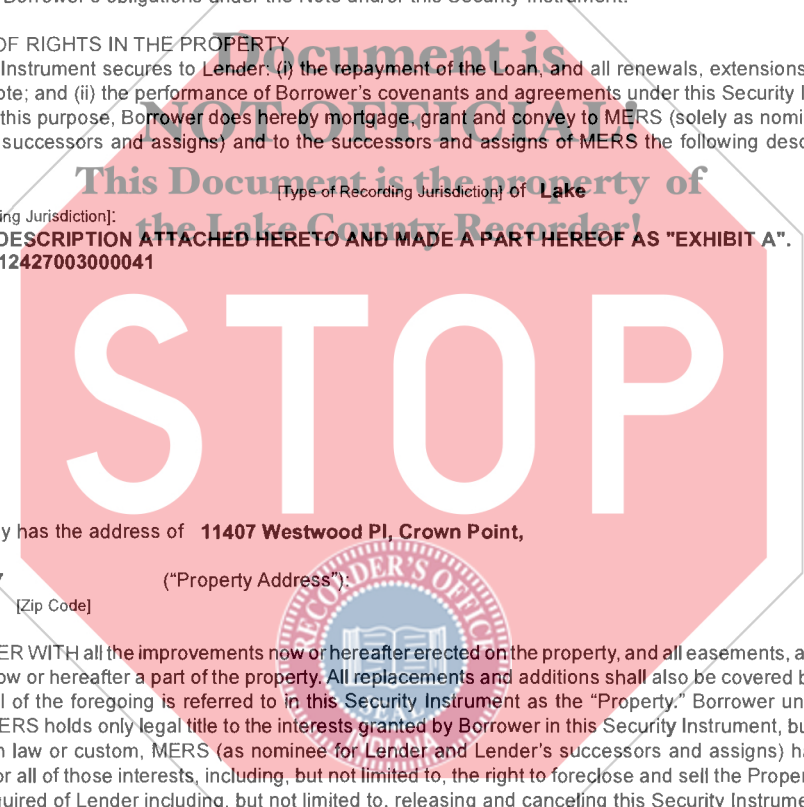 Borrower's obligations under the Note and/or this Security Instrument.
OF RIGHTS IN THE PROPERTY
Document is
Instrument secures to Lender: (i) the repayment of the Loan, and all renewals, extensions
ote; and (ii) the performance of Borrower's covenants and agreements under this Security I
NOT OFFICIAL!
this purpose, Borrower does hereby mortgage, grant and convey to MERS (solely as nomi
successors and assigns) and to the successors and assigns of MERS the following desc
This Document is the property of
[Type of Recording Jurisdiction] of Lake
ing Jurisdiction]:
the Lake County Recorder!
DESCRIPTION ATTACHED HERETO AND MADE A PART HEREOF AS "EXHIBIT A".
12427003000041
STOP
y has the address of 11407 Westwood Pl, Crown Point,
("Property Address"):
[Zip Code]
RECORDER'S OFFICE
ER WITH all the improvements now or hereafter erected on the property, and all easements, a
ow or hereafter a part of the property. All replacements and additions shall also be covered b
l of the foregoing is referred to in this Security Instrument as the "Property." Borrower un
SEAL
ERS holds only legal title to the interests granted by Borrower in this Security Instrument, bu
h law or custom, MERS (as nominee for Lender and Lender's successors and assigns) ha
or all of those interests, including, but not limited to, the right to foreclose and sell the Proper
quired of Lender including, but not limited to, releasing and canceling this Security Instrume